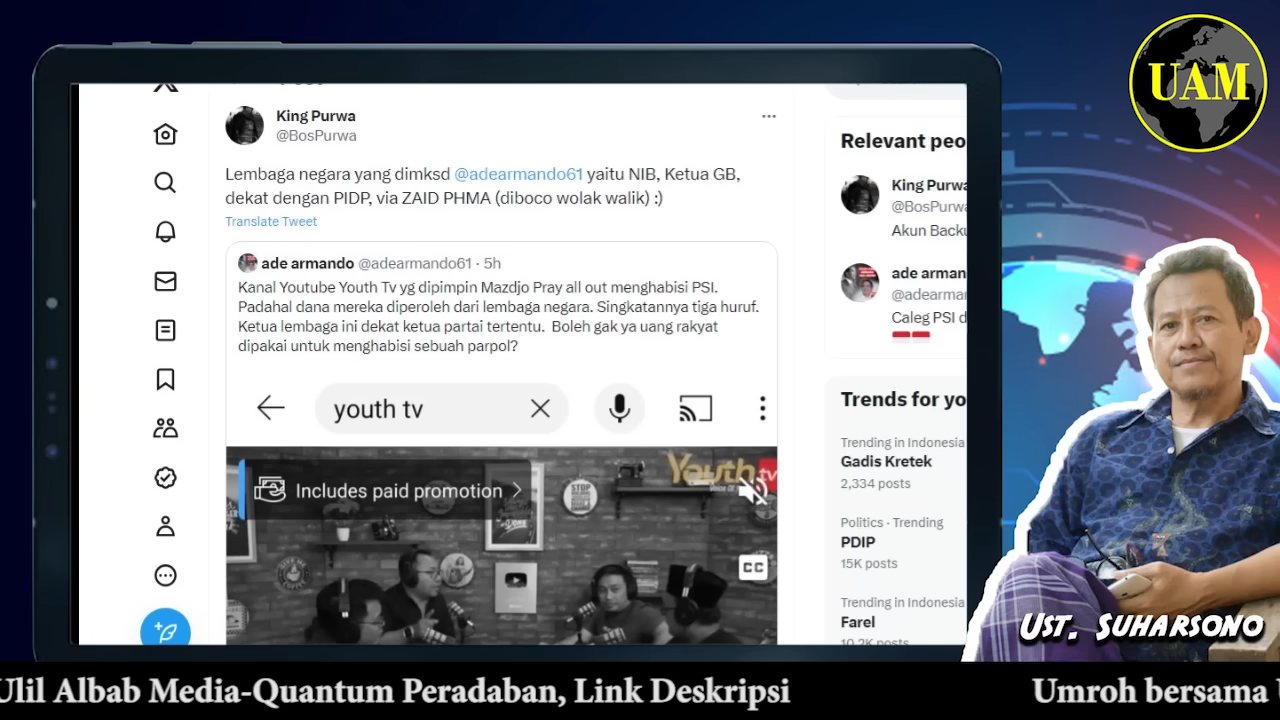 UAM
King Purwa
@BosPurwa
Lembaga negara yang dimksd @adearmando61 yaitu NIB, Ketua GB,
dekat dengan PIDP, via ZAID PHMA (diboco wolak walik) :)
Translate Tweet
ade armando @adearmando61 · 5h
Kanal Youtube Youth Tv yg dipimpin Mazdjo Pray all out menghabisi PSI.
Padahal dana mereka diperoleh dari lembaga negara. Singkatannya tiga huruf.
Ketua lembaga ini dekat ketua partai tertentu. Boleh gak ya uang rakyat
dipakai untuk menghabisi sebuah parpol?
youth tv
Includes paid promotion
Youth tv
STOP
CC
Relevant peo
King Purwa
@BosPurwa
Akun Backu
ade arman
@adearman
Caleg PSI d
Trends for yo
Trending in Indonesia
Gadis Kretek
2,334 posts
Politics · Trending
PDIP
15K posts
Trending in Indonesia
Farel
10.2K posts
Ust. Suharsono
Ulil Albab Media-Quantum Peradaban, Link Deskripsi
Umroh bersama U